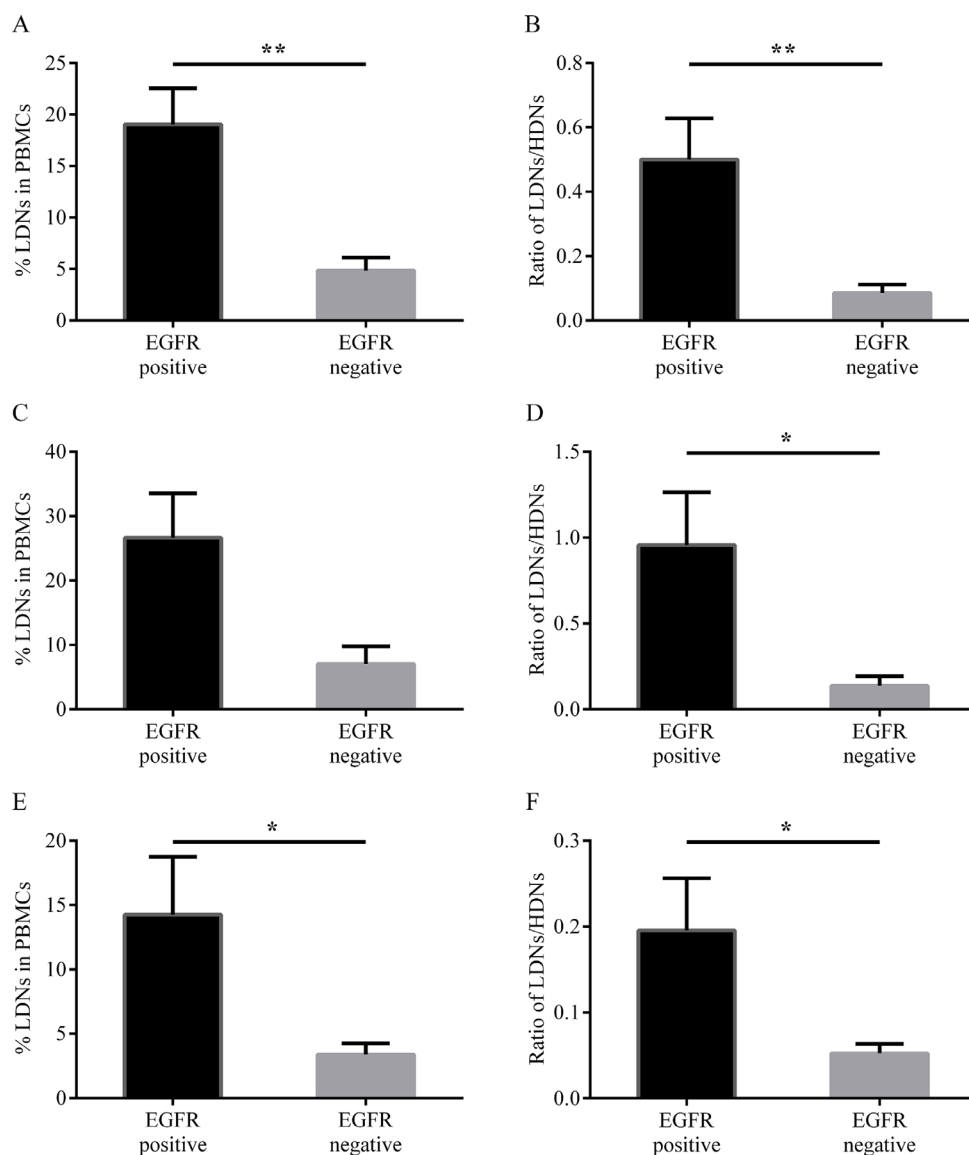 A
**
% LDNs in PBMCs
25
20
15
10
5
0
EGFR
positive
EGFR
negative
B
**
Ratio of LDNs/HDNs
0.8
0.6
0.4
0.2
0.0
EGFR
positive
EGFR
negative
C
% LDNs in PBMCs
40
30
20
10
0
EGFR
positive
EGFR
negative
D
*
Ratio of LDNs/HDNs
1.5
1.0
0.5
0.0
EGFR
positive
EGFR
negative
E
*
% LDNs in PBMCs
20
15
10
5
0
EGFR
positive
EGFR
negative
F
*
Ratio of LDNs/HDNs
0.3
0.2
0.1
0.0
EGFR
positive
EGFR
negative